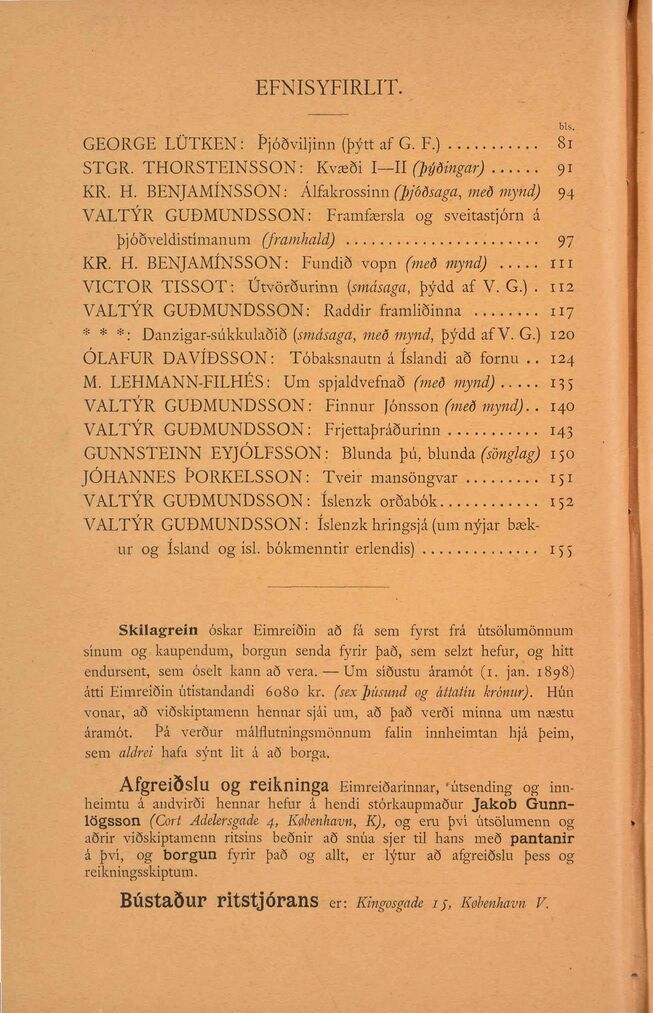 EFNISYFIRLIT.
bls.
GEORGE LÜTKEN: Þjóðviljinn (þýtt af G. F.) ........... 81
STGR. THORSTEINSSON: Kvæði I—II (þýðingar) ...... 91
KR. H. BENJAMÍNSSON: Álfakrossinn (þjóðsaga, með mynd) 94
VALTÝR GUÐMUNDSSON: Framfærsla og sveitastjórn á
þjóðveldistímanum (framhald) ....................... 97
KR. H. BENJAMÍNSSON: Fundið vopn (með mynd) ..... 111
VICTOR TISSOT: Útvörðurinn (smásaga, þýdd af V. G.) . 112
VALTÝR GUÐMUNDSSON: Raddir framliðinna ........ 117
* * *: Danzigar-súkkulaðið (smásaga, með mynd, þýdd af V. G.) 120
ÓLAFUR DAVÍÐSSON: Tóbaksnautn á Íslandi að fornu .. 124
M. LEHMANN-FILHÉS: Um spjaldvefnað (með mynd) ..... 135
VALTÝR GUÐMUNDSSON: Finnur Jónsson (með mynd). . 140
VALTÝR GUÐMUNDSSON: Frjettaþráðurinn ........... 143
GUNNSTEINN EYJÓLFSSON: Blunda þú, blunda (sönglag) 150
JÓHANNES ÞORKELSSON: Tveir mansöngvar ......... 151
VALTÝR GUÐMUNDSSON: Íslenzk orðabók............ 152
VALTÝR GUÐMUNDSSON: Íslenzk hringsjá (um nýjar bæk-
ur og Ísland og ísl. bókmenntir erlendis) .............. 155
Skilagrein óskar Eimreiðin að fá sem fyrst frá útsölumönnum
sínum og kaupendum, borgun senda fyrir það, sem selzt hefur, og hitt
endursent, sem óselt kann að vera. — Um síðustu áramót (1. jan. 1898)
átti Eimreiðin útistandandi 6080 kr. (sex þúsund og áttatíu krónur). Hún
vonar, að viðskiptamenn hennar sjái um, að það verði minna um næstu
áramót. Þá verður málflutningsmönnum falin innheimtan hjá þeim,
sem aldrei hafa sýnt lit á að borga.
Afgreiðslu og reikninga Eimreiðarinnar, útsending og inn-
heimtu á andvirði hennar hefur á hendi stórkaupmaður Jakob Gunn-
lögsson (Cort Adelersgade 4, København, K), og eru því útsölumenn og
aðrir viðskiptamenn ritsins beðnir að snúa sjer til hans með pantanir
á því, og borgun fyrir það og allt, er lýtur að afgreiðslu þess og
reikningsskiptum.
Bústaður ritstjórans er: Kingosgade 15, København V.